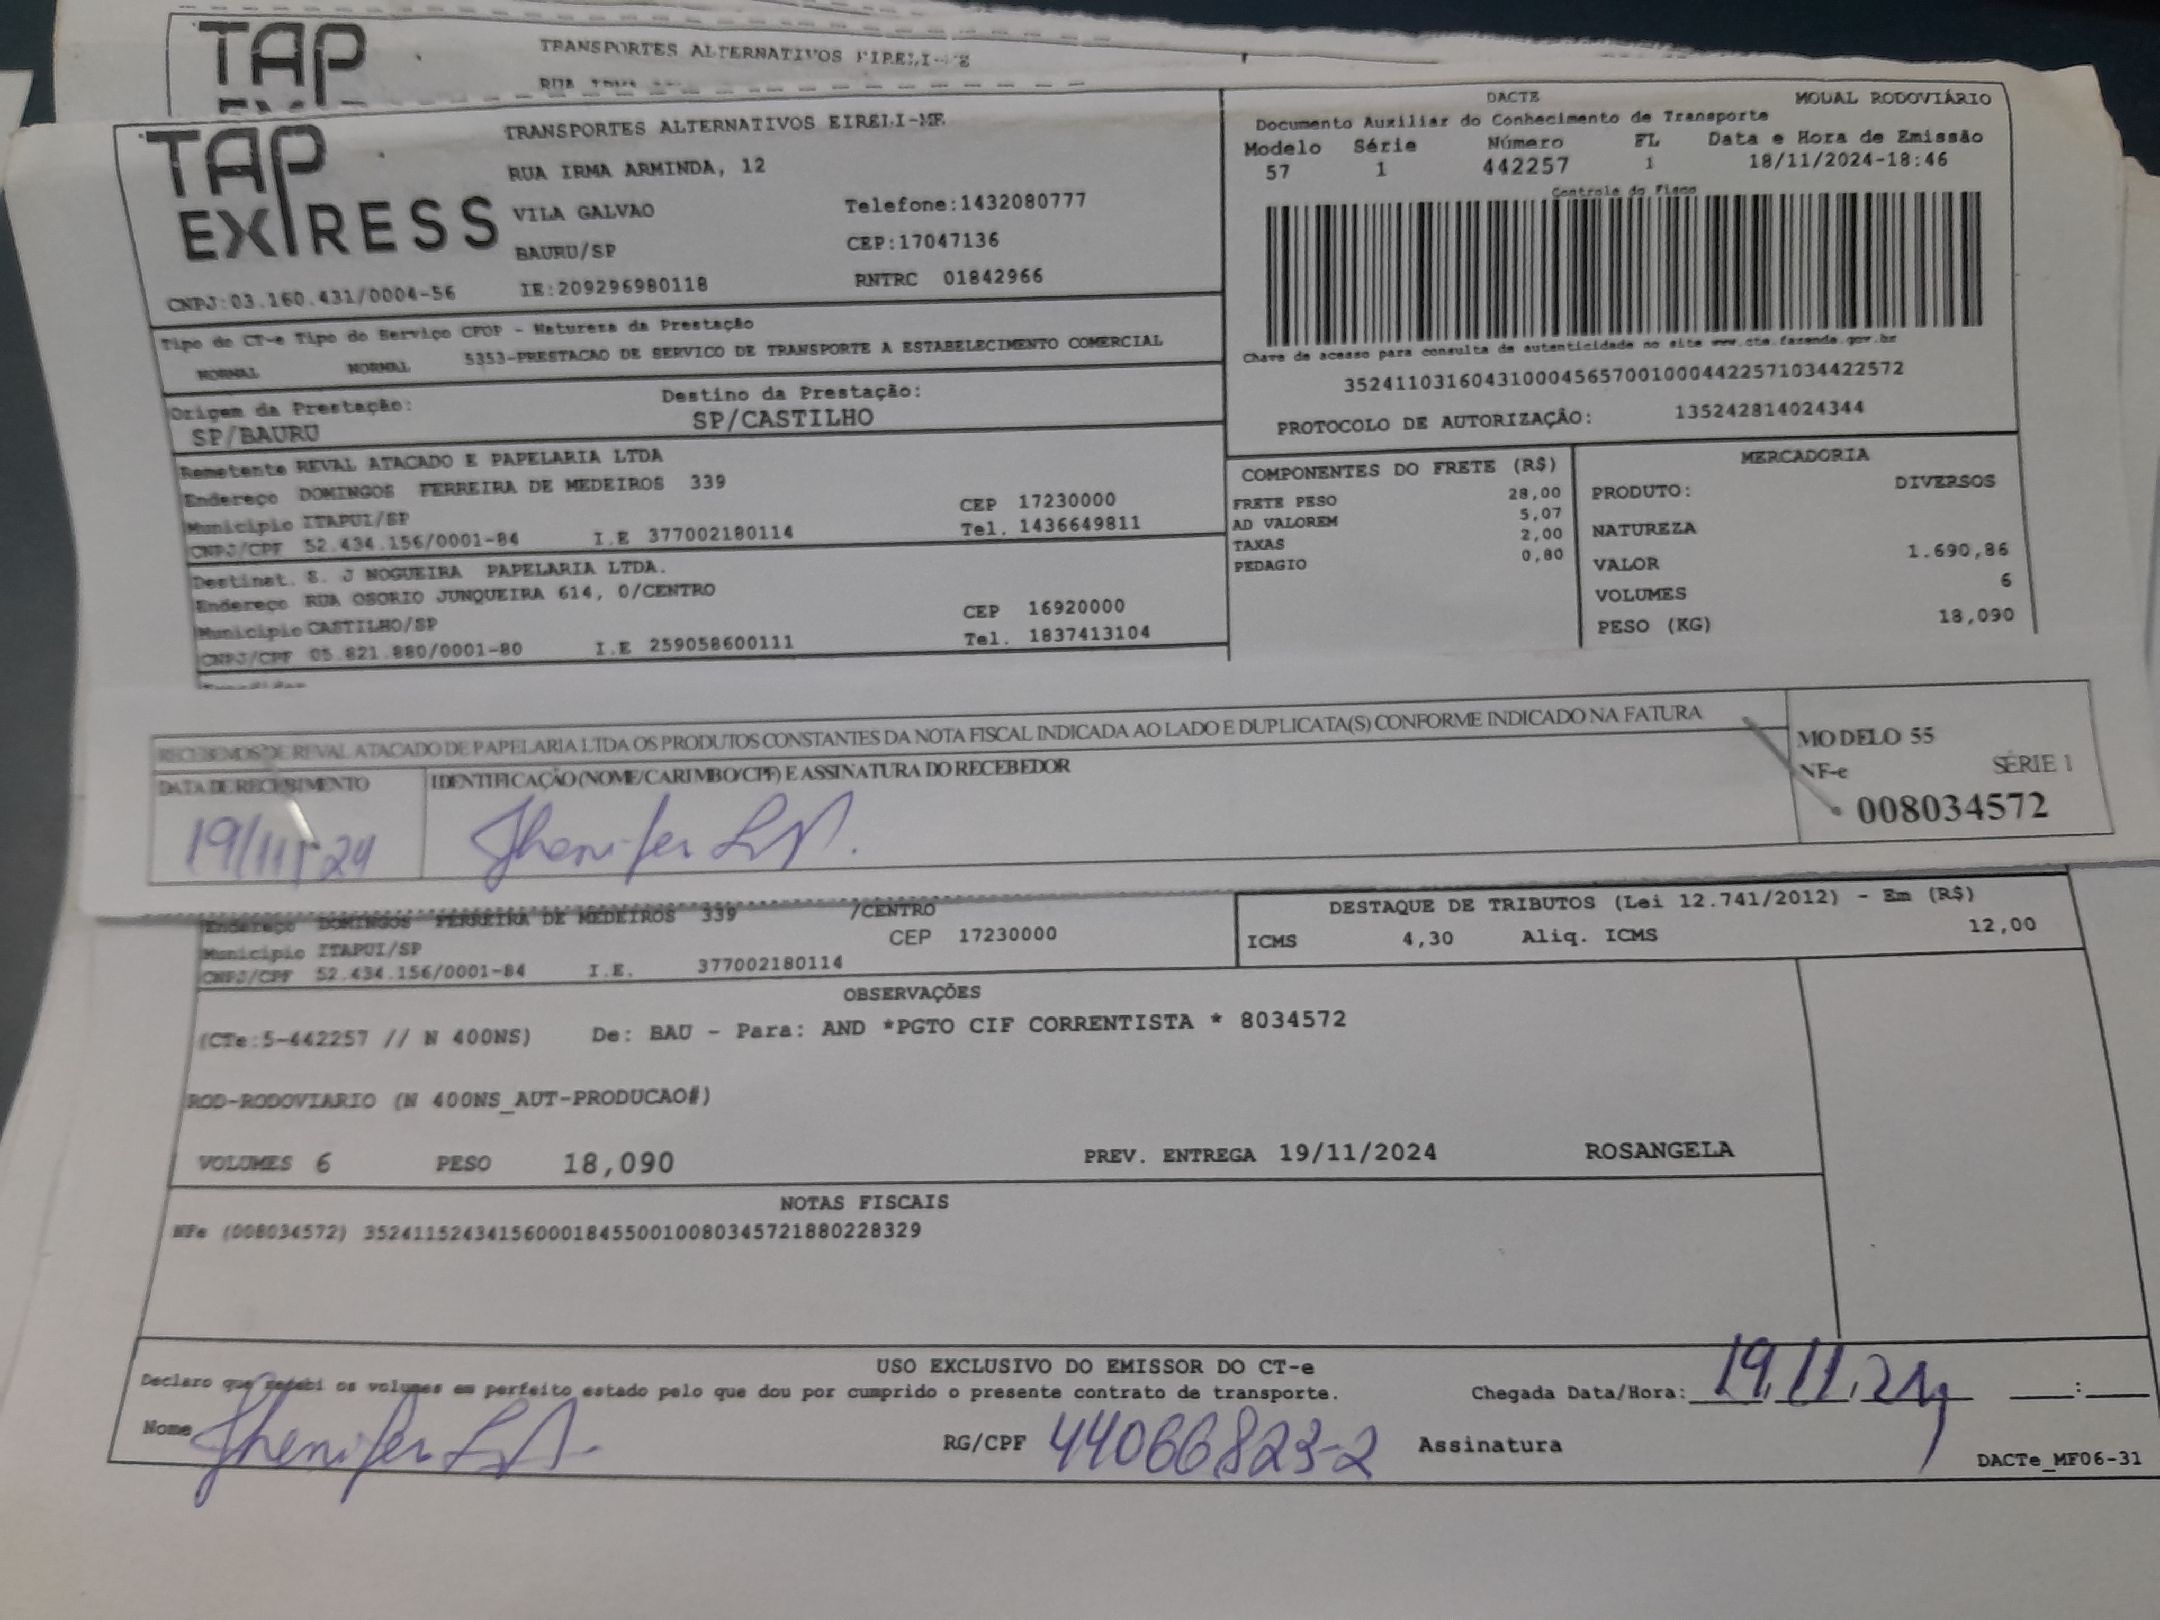 TAP
TRANSPORTES ALTERNATIVOS EIRELI-
RUA
TAP
EXPRESS
TRANSPORTES ALTERNATIVOS EIRELI-ME
RUA IRMA ARMINDA, 12
VILA GALVAO Telefone:1432080777
BAURU/SP CEP:17047136
CNPJ:03.160.431/0004-56 IE:209296980118 RNTRC 01842966
DACTE MODAL RODOVIÁRIO
Documento Auxiliar do Conhecimento de Transporte
Modelo Série Número FL Data e Hora de Emissão
57 1 442257 1 18/11/2024-18:46
Controle do Fisco
Chave de acesso para consulta de autenticidade no site www.cte.fazenda.gov.br
35241103160431000456570010004422571034422572
PROTOCOLO DE AUTORIZAÇÃO: 135242814024344
Tipo do CT-e Tipo do Serviço CFOP - Natureza da Prestação
NORMAL NORMAL 5353-PRESTACAO DE SERVICO DE TRANSPORTE A ESTABELECIMENTO COMERCIAL
Origem da Prestação: Destino da Prestação:
SP/BAURU SP/CASTILHO
Remetente REVAL ATACADO E PAPELARIA LTDA
Endereço DOMINGOS FERREIRA DE MEDEIROS 339
Municipio ITAPUI/SP CEP 17230000
CNPJ/CPF 52.434.156/0001-84 I.E 377002180114 Tel. 1436649811
Destinat. S. J NOGUEIRA PAPELARIA LTDA.
Endereço RUA OSORIO JUNQUEIRA 614, 0/CENTRO
Municipio CASTILHO/SP CEP 16920000
CNPJ/CPF 05.821.880/0001-80 I.E 259058600111 Tel. 1837413104
COMPONENTES DO FRETE (R$)
FRETE PESO 28,00
AD VALOREM 5,07
TAXAS 2,00
PEDAGIO 0,80
MERCADORIA
PRODUTO: DIVERSOS
NATUREZA
VALOR 1.690,86
VOLUMES 6
PESO (KG) 18,090
RECEBEMOS DE REVAL ATACADO DE PAPELARIA LTDA OS PRODUTOS CONSTANTES DA NOTA FISCAL INDICADA AO LADO E DUPLICATA(S) CONFORME INDICADO NA FATURA
DATA DE RECEBIMENTO IDENTIFICAÇÃO (NOME/CARIMBO/CPF) E ASSINATURA DO RECEBEDOR
19/11/24 Jhenifer
MODELO 55
NF-e SÉRIE 1
008034572
Endereço DOMINGOS FERREIRA DE MEDEIROS 339 /CENTRO
Municipio ITAPUI/SP CEP 17230000
CNPJ/CPF 52.434.156/0001-84 I.E. 377002180114
DESTAQUE DE TRIBUTOS (Lei 12.741/2012) - Em (R$)
ICMS 4,30 Aliq. ICMS 12,00
OBSERVAÇÕES
(CTe:5-442257 // N 400NS) De: BAU - Para: AND *PGTO CIF CORRENTISTA * 8034572
ROD-RODOVIARIO (N 400NS_AUT-PRODUCAO#)
VOLUMES 6 PESO 18,090 PREV. ENTREGA 19/11/2024 ROSANGELA
NOTAS FISCAIS
NFe (008034572) 35241152434156000184550010080345721880228329
USO EXCLUSIVO DO EMISSOR DO CT-e
Declaro que recebi os volumes em perfeito estado pelo que dou por cumprido o presente contrato de transporte. Chegada Data/Hora: 19.11.24 ___:___
Nome Jhenifer RG/CPF 44066823-2 Assinatura
DACTe_MF06-31